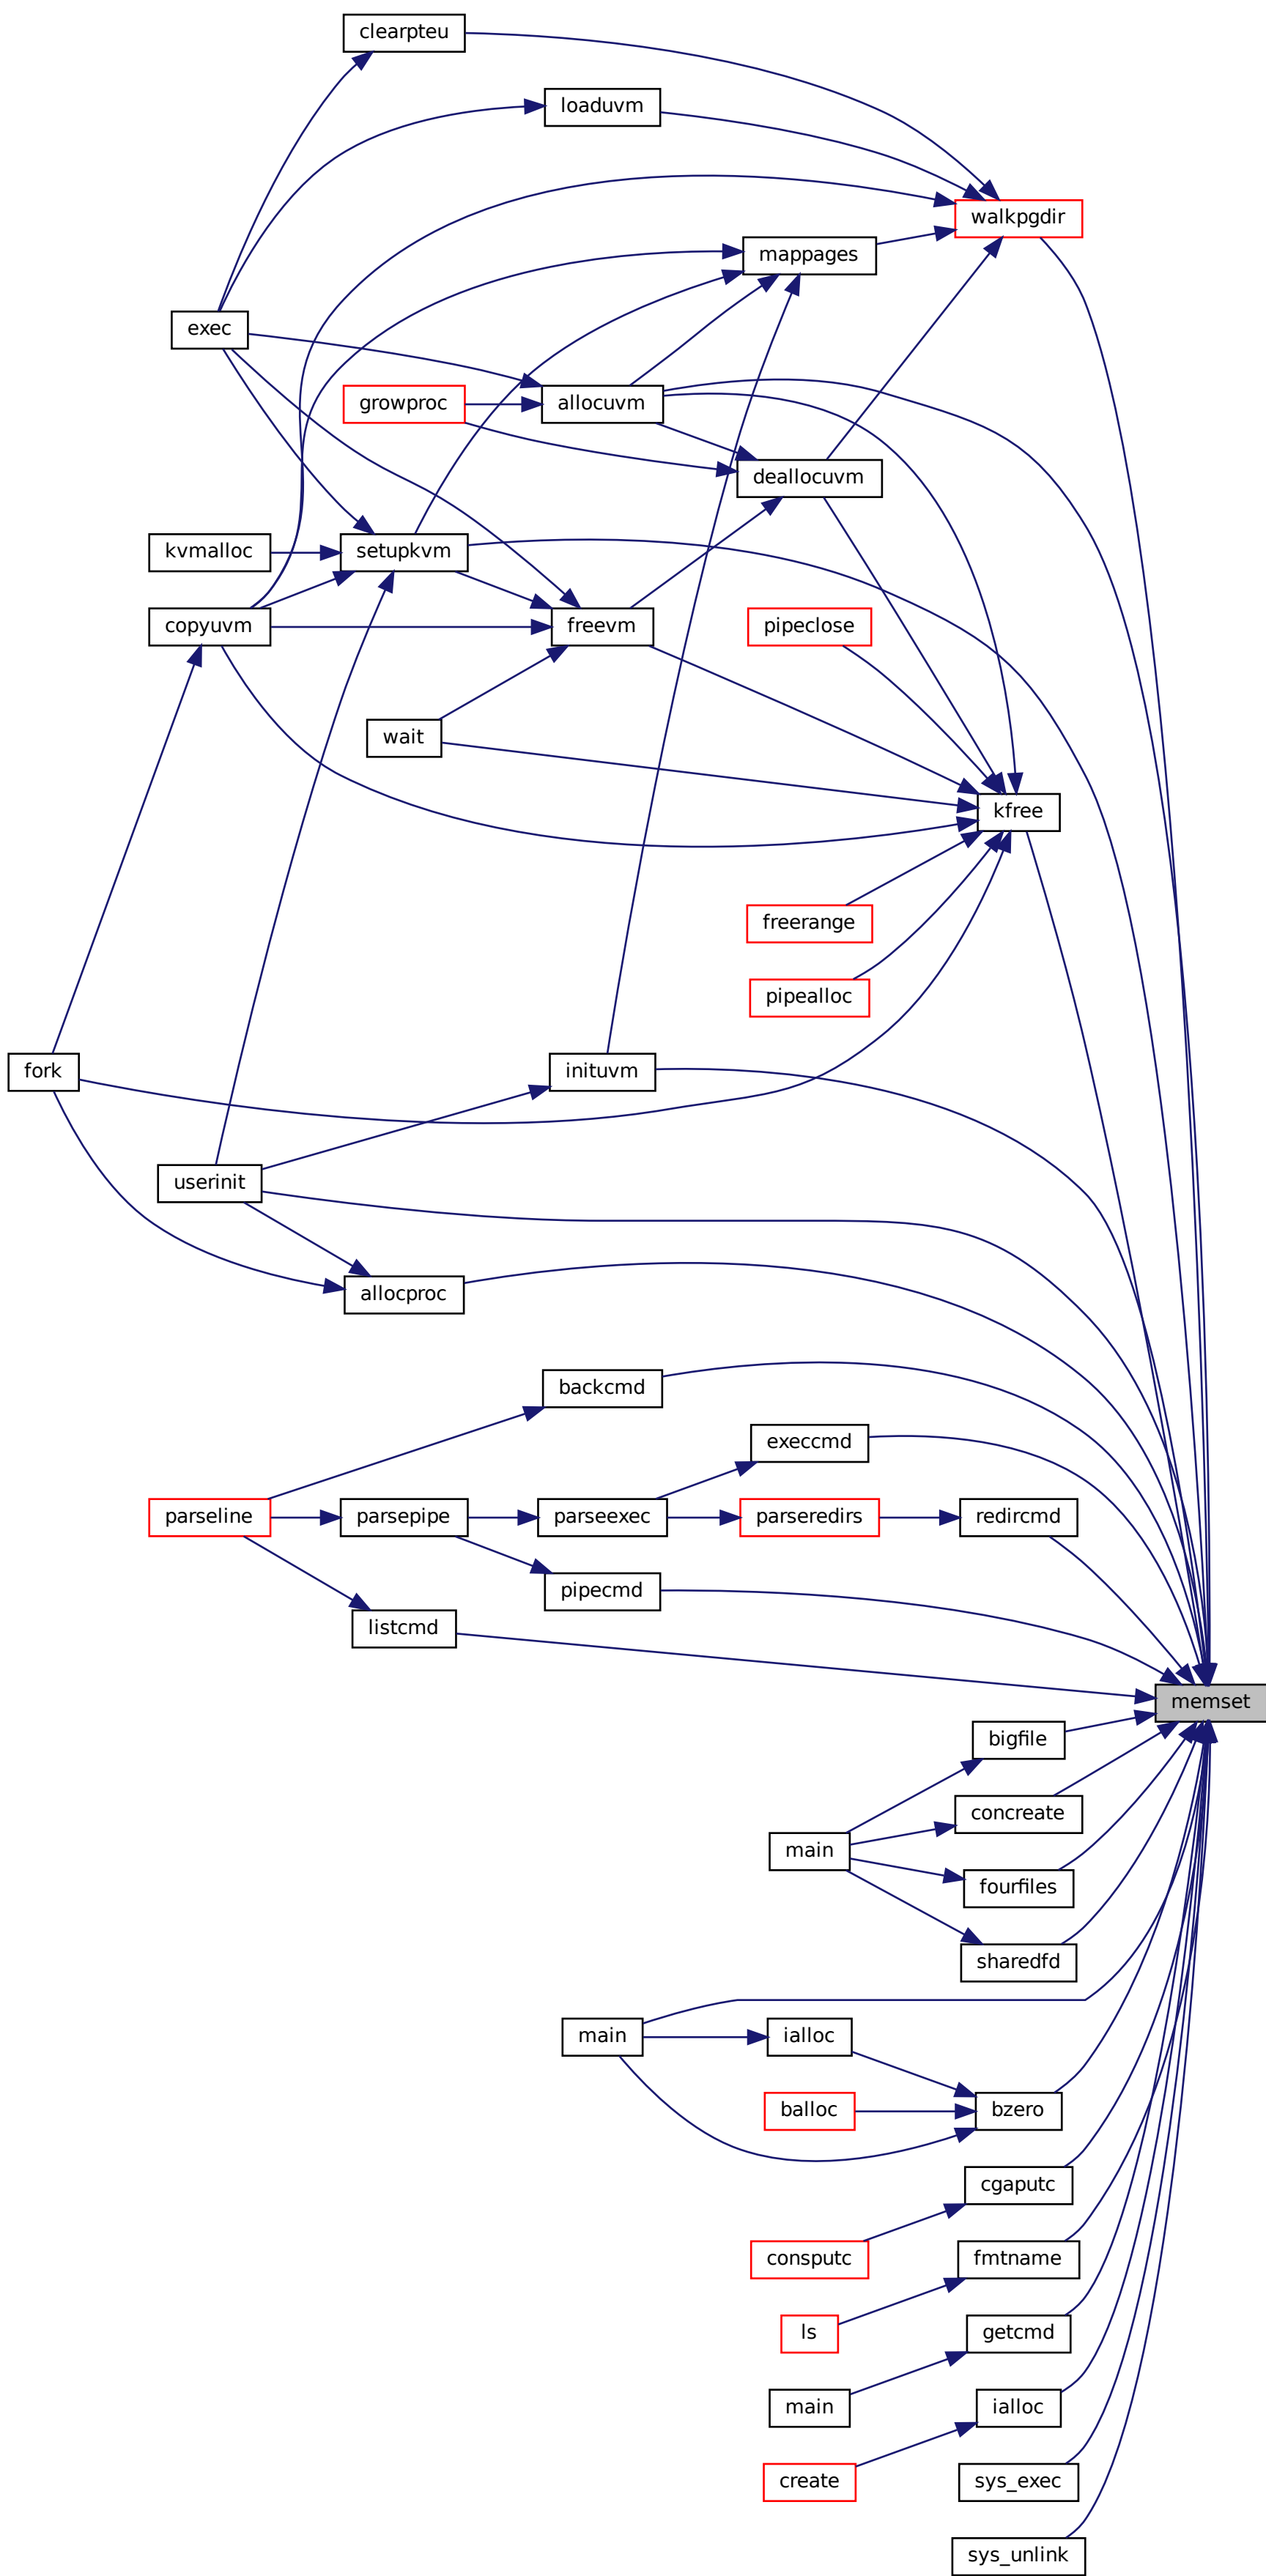 clearpteu
loaduvm
walkpgdir
mappages
exec
growproc
allocuvm
deallocuvm
kvmalloc
setupkvm
copyuvm
freevm
pipeclose
wait
kfree
freerange
pipealloc
fork
inituvm
userinit
allocproc
backcmd
execcmd
parseline
parsepipe
parseexec
parseredirs
redircmd
pipecmd
listcmd
memset
bigfile
concreate
main
fourfiles
sharedfd
main
ialloc
balloc
bzero
cgaputc
consputc
fmtname
ls
getcmd
main
ialloc
create
sys_exec
sys_unlink